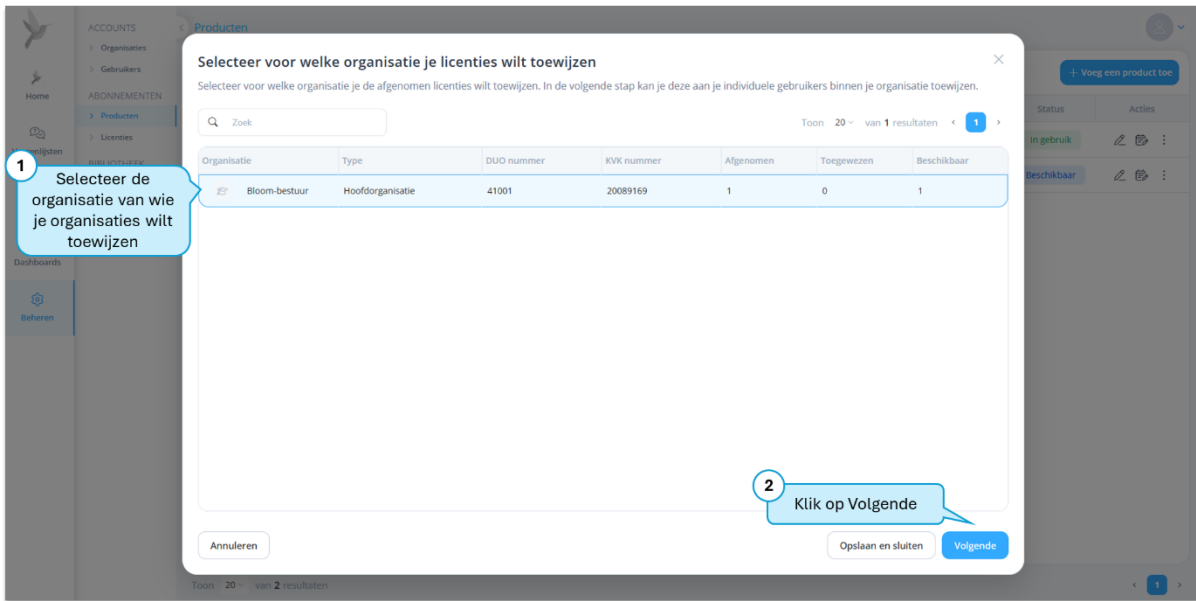 ACCOUNTS
Organisaties
Gebruikers
ABONNEMENTEN
Producten
Licenties
BIBLIOTHEEK
Home
Dashboards
Beheren
Producten
+ Voeg een product toe
Status
Acties
In gebruik
Beschikbaar
Selecteer voor welke organisatie je licenties wilt toewijzen
Selecteer voor welke organisatie je de afgenomen licenties wilt toewijzen. In de volgende stap kan je deze aan je individuele gebruikers binnen je organisatie toewijzen.
Zoek
Toon 20 van 1 resultaten 1
Organisatie Type DUO nummer KVK nummer Afgenomen Toegewezen Beschikbaar
Bloom-bestuur Hoofdorganisatie 41001 20089169 1 0 1
1
Selecteer de
organisatie van wie
je organisaties wilt
toewijzen
2
Klik op Volgende
Annuleren
Opslaan en sluiten
Volgende
Toon 20 van 2 resultaten
1